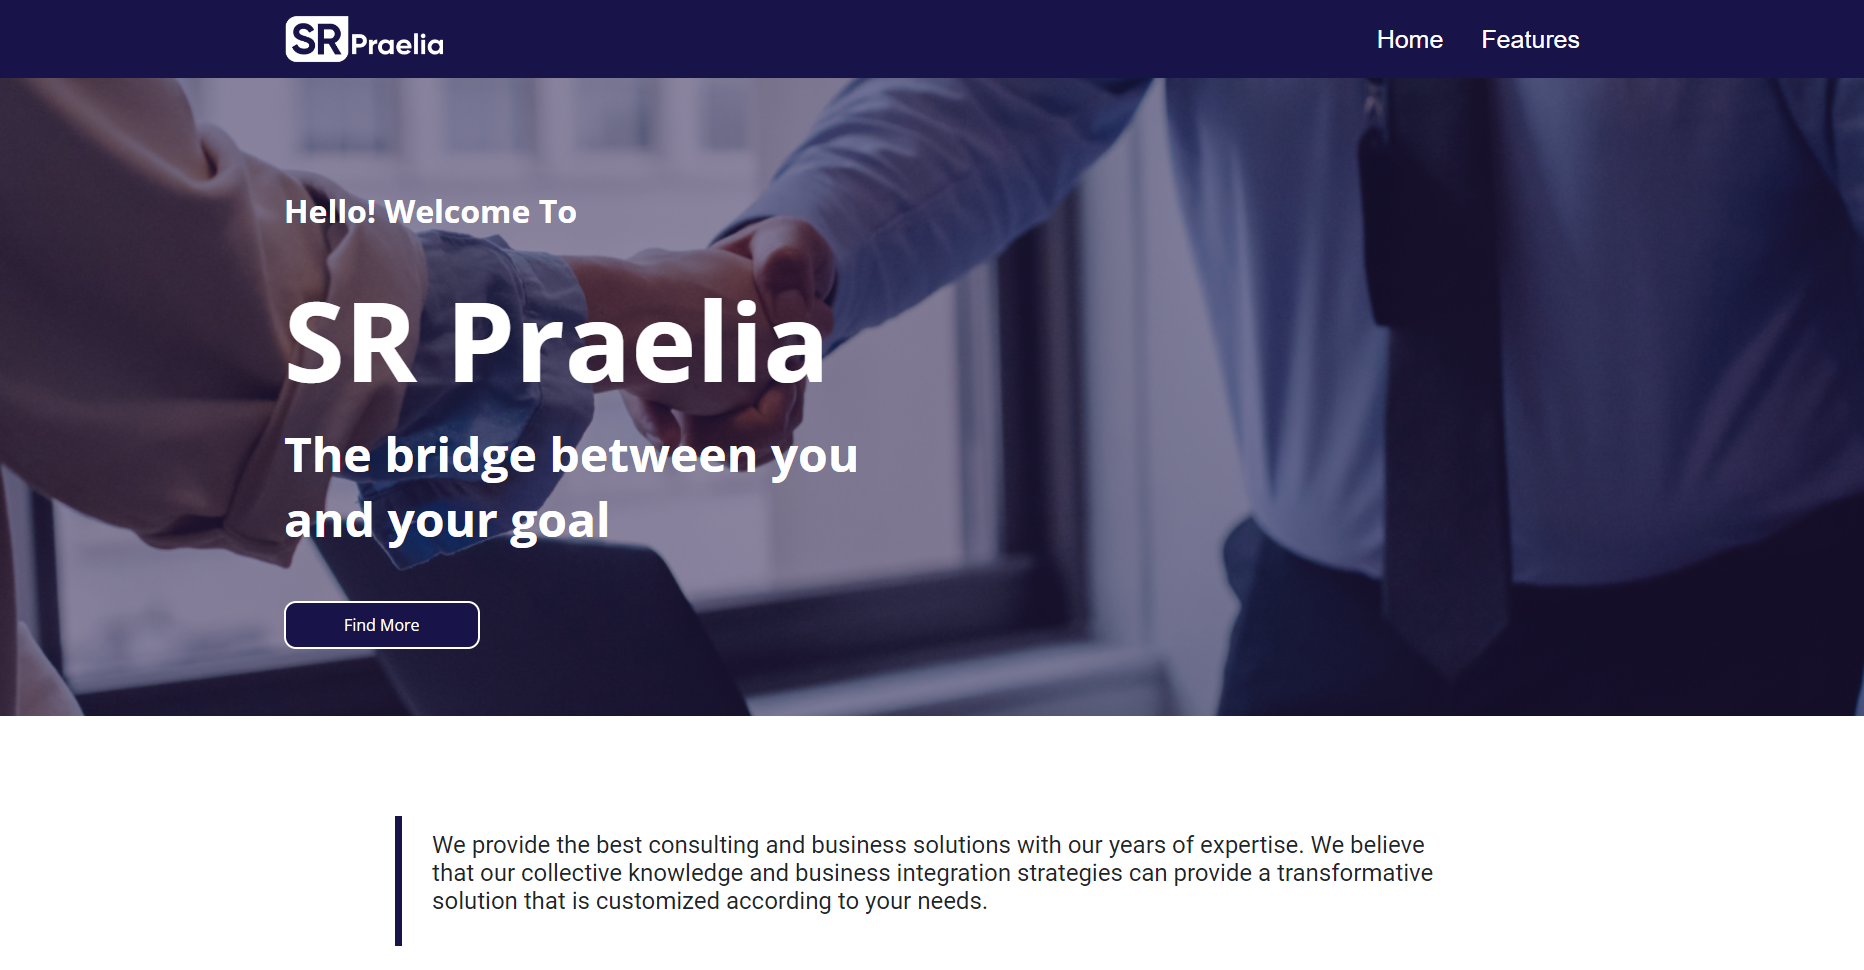 SR Praelia
Home Features
Hello! Welcome To
SR Praelia
The bridge between you
and your goal
Find More
We provide the best consulting and business solutions with our years of expertise. We believe
that our collective knowledge and business integration strategies can provide a transformative
solution that is customized according to your needs.